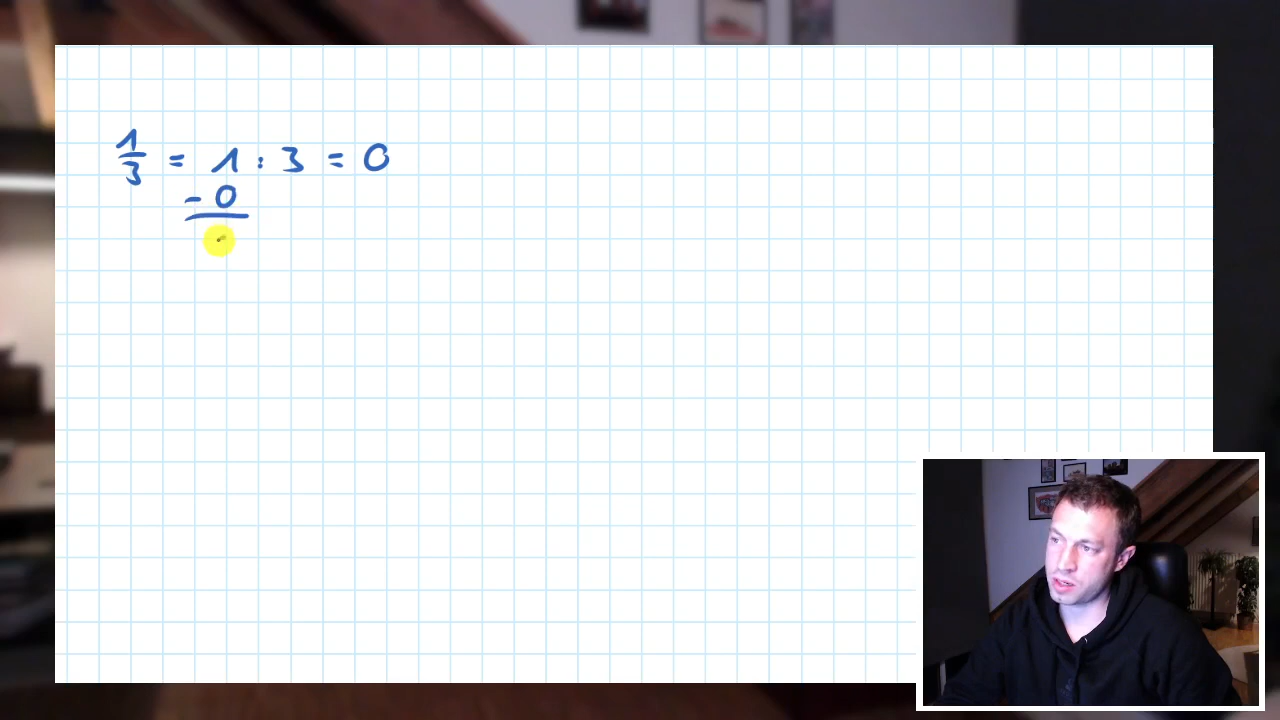 1/3 = 1 : 3 = 0
- 0